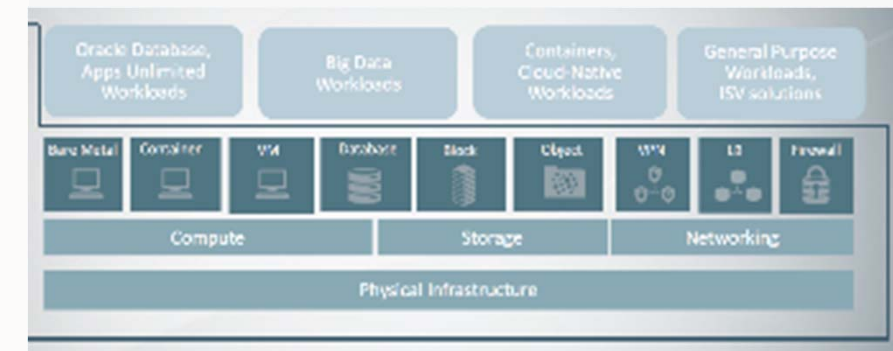 Oracle Database,
Apps Unlimited
Workloads
Big Data
Workloads
Containers,
Cloud-Native
Workloads
General Purpose
Workloads,
ISV solutions
Bare Metal
Container
VM
Database
Block
Object
VPN
LB
Firewall
Compute
Storage
Networking
Physical Infrastructure